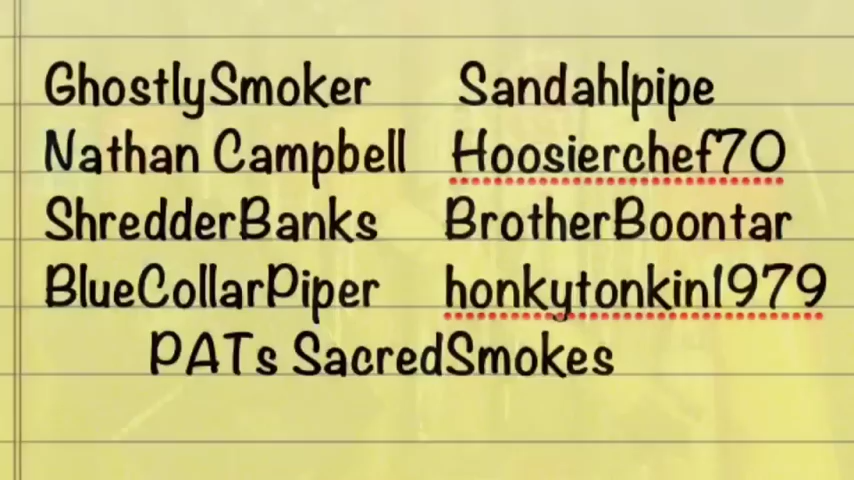 GhostlySmoker Sandahlpipe
Nathan Campbell Hoosierchef70
ShredderBanks BrotherBoontar
BlueCollarPiper honkytonkin1979
PATs SacredSmokes